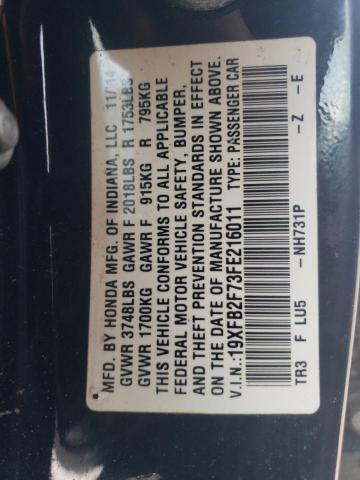 MFD. BY HONDA MFG. OF INDIANA, LLC 11/14
GVWR 3748LBS GAWR F 2018LBS R 1753LBS
GVWR 1700KG GAWR F 915KG R 795KG
THIS VEHICLE CONFORMS TO ALL APPLICABLE
FEDERAL MOTOR VEHICLE SAFETY, BUMPER,
AND THEFT PREVENTION STANDARDS IN EFFECT
ON THE DATE OF MANUFACTURE SHOWN ABOVE.
V.I.N.: 19XFB2F73FE216011 TYPE: PASSENGER CAR
TR3 F LU5 -NH731P -Z -E